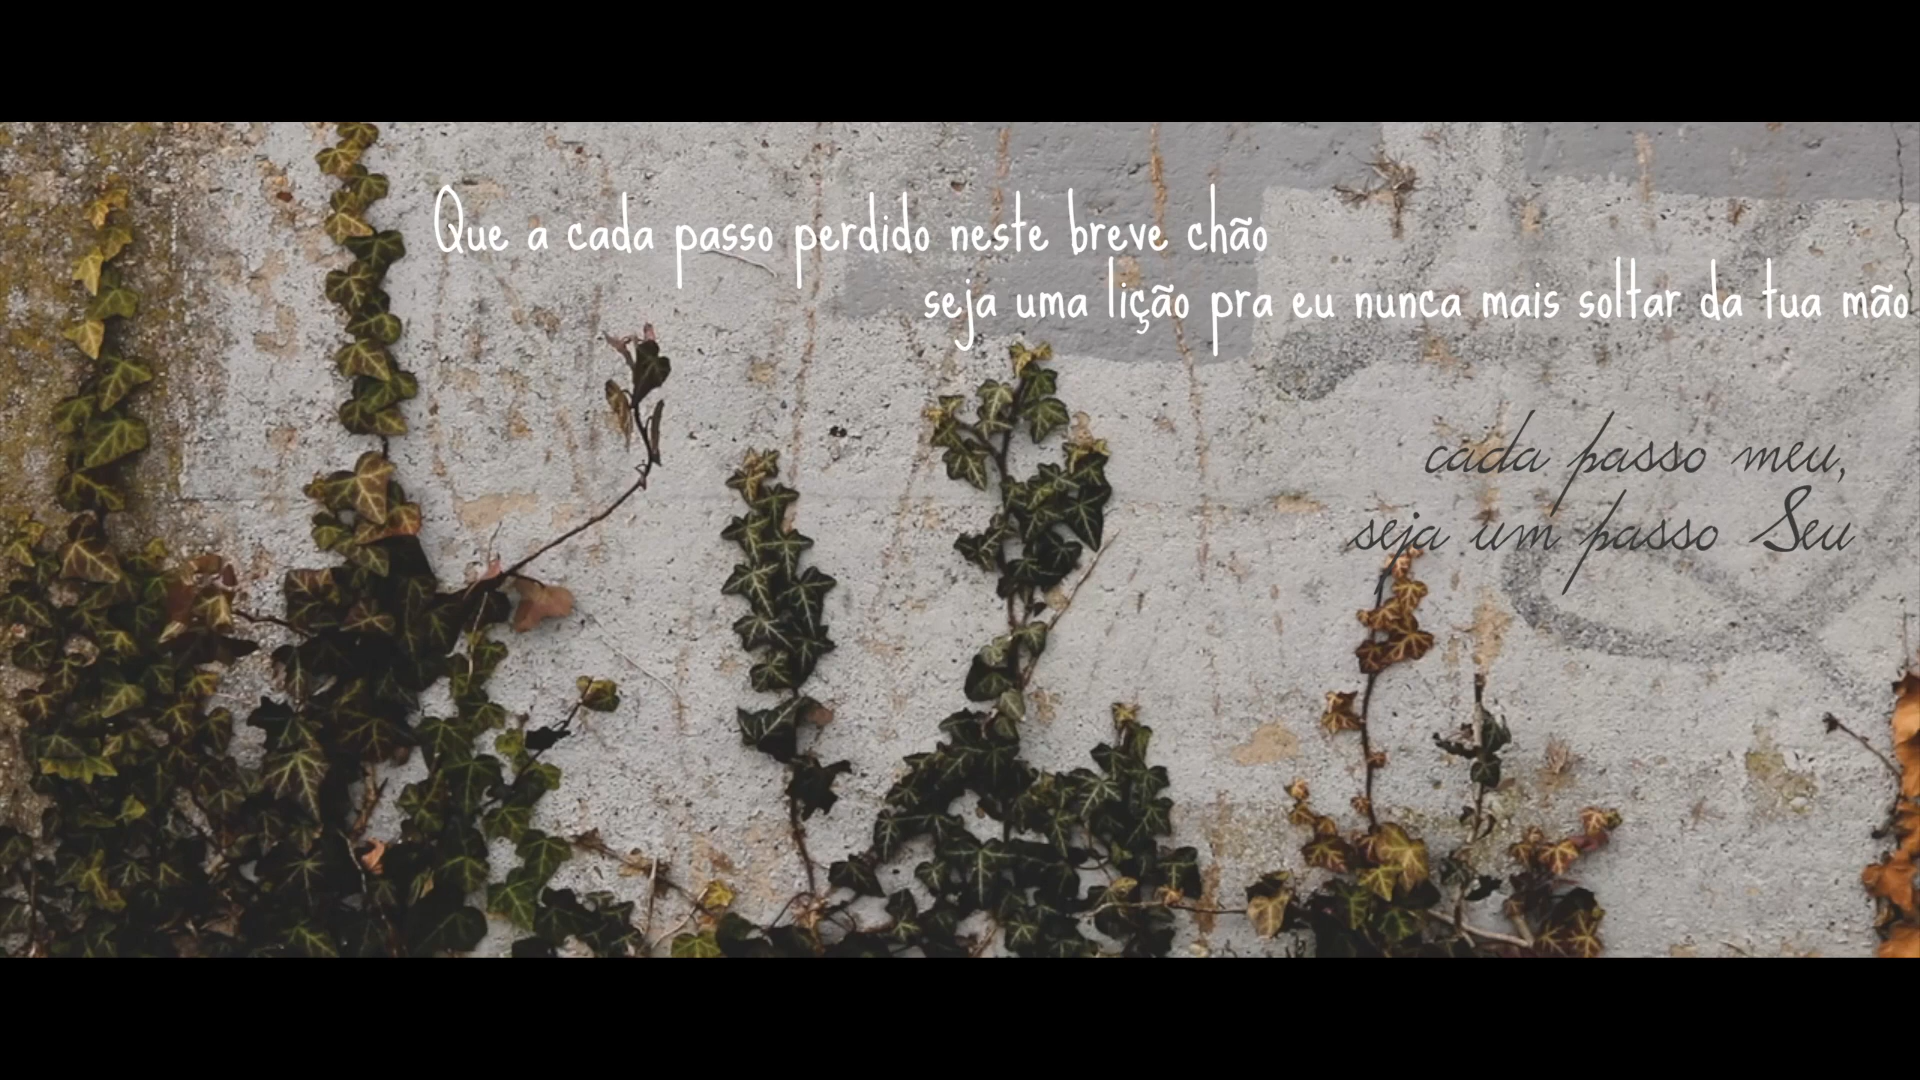 Que a cada passo perdido neste breve chão
seja uma lição pra eu nunca mais soltar da tua mão
cada passo meu,
seja um passo Seu